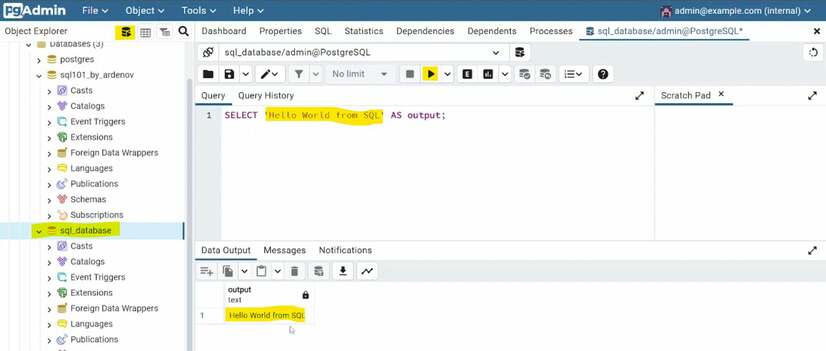 pgAdmin File Object Tools Help admin@example.com (internal)
Object Explorer
Dashboard Properties SQL Statistics Dependencies Dependents Processes sql_database/admin@PostgreSQL*
Databases (3)
postgres
sql101_by_ardenov
Casts
Catalogs
Event Triggers
Extensions
Foreign Data Wrappers
Languages
Publications
Schemas
Subscriptions
sql_database
Casts
Catalogs
Event Triggers
Extensions
Foreign Data Wrappers
Languages
Publications
sql_database/admin@PostgreSQL
No limit
Query Query History
Scratch Pad
1 SELECT 'Hello World from SQL' AS output;
Data Output Messages Notifications
output
text
1 Hello World from SQL